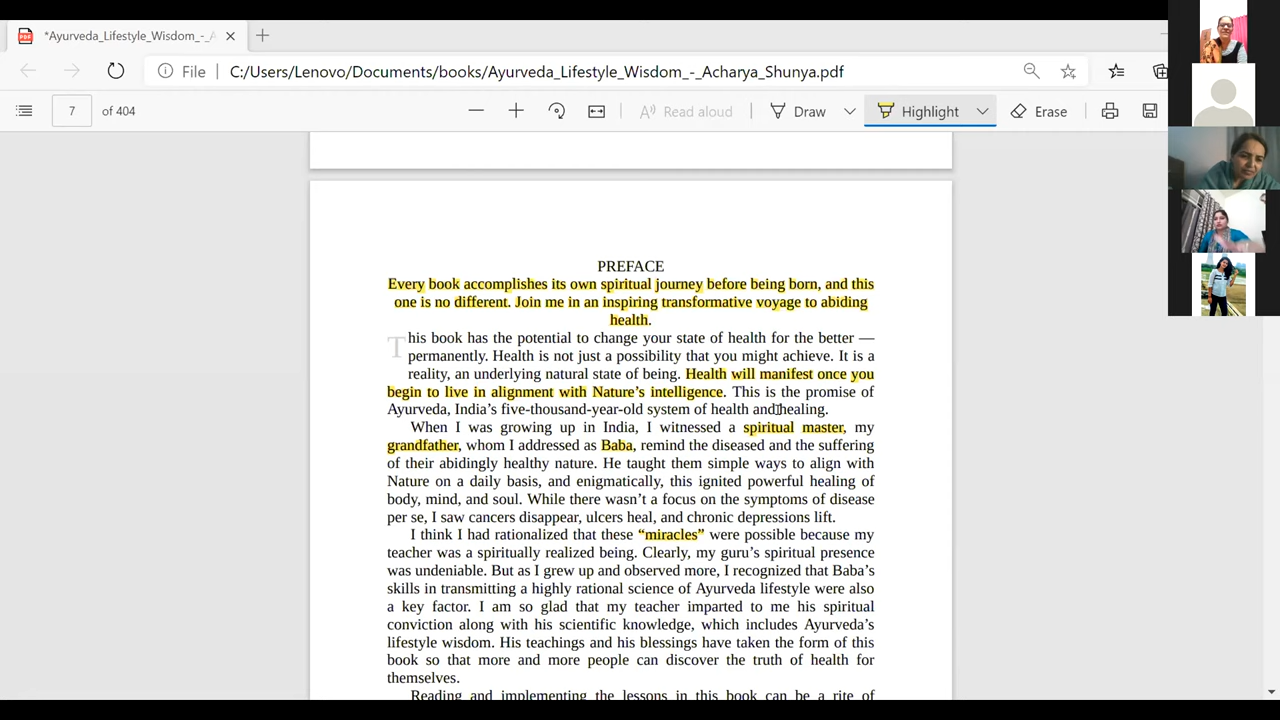 *Ayurveda_Lifestyle_Wisdom_-_A
File
C:/Users/Lenovo/Documents/books/Ayurveda_Lifestyle_Wisdom_-_Acharya_Shunya.pdf
7 of 404
Read aloud
Draw
Highlight
Erase
PREFACE
Every book accomplishes its own spiritual journey before being born, and this
one is no different. Join me in an inspiring transformative voyage to abiding
health.
This book has the potential to change your state of health for the better —
permanently. Health is not just a possibility that you might achieve. It is a
reality, an underlying natural state of being. Health will manifest once you
begin to live in alignment with Nature’s intelligence. This is the promise of
Ayurveda, India’s five-thousand-year-old system of health and healing.
When I was growing up in India, I witnessed a spiritual master, my
grandfather, whom I addressed as Baba, remind the diseased and the suffering
of their abidingly healthy nature. He taught them simple ways to align with
Nature on a daily basis, and enigmatically, this ignited powerful healing of
body, mind, and soul. While there wasn’t a focus on the symptoms of disease
per se, I saw cancers disappear, ulcers heal, and chronic depressions lift.
I think I had rationalized that these “miracles” were possible because my
teacher was a spiritually realized being. Clearly, my guru’s spiritual presence
was undeniable. But as I grew up and observed more, I recognized that Baba’s
skills in transmitting a highly rational science of Ayurveda lifestyle were also
a key factor. I am so glad that my teacher imparted to me his spiritual
conviction along with his scientific knowledge, which includes Ayurveda’s
lifestyle wisdom. His teachings and his blessings have taken the form of this
book so that more and more people can discover the truth of health for
themselves.
Reading and implementing the lessons in this book can be a rite of